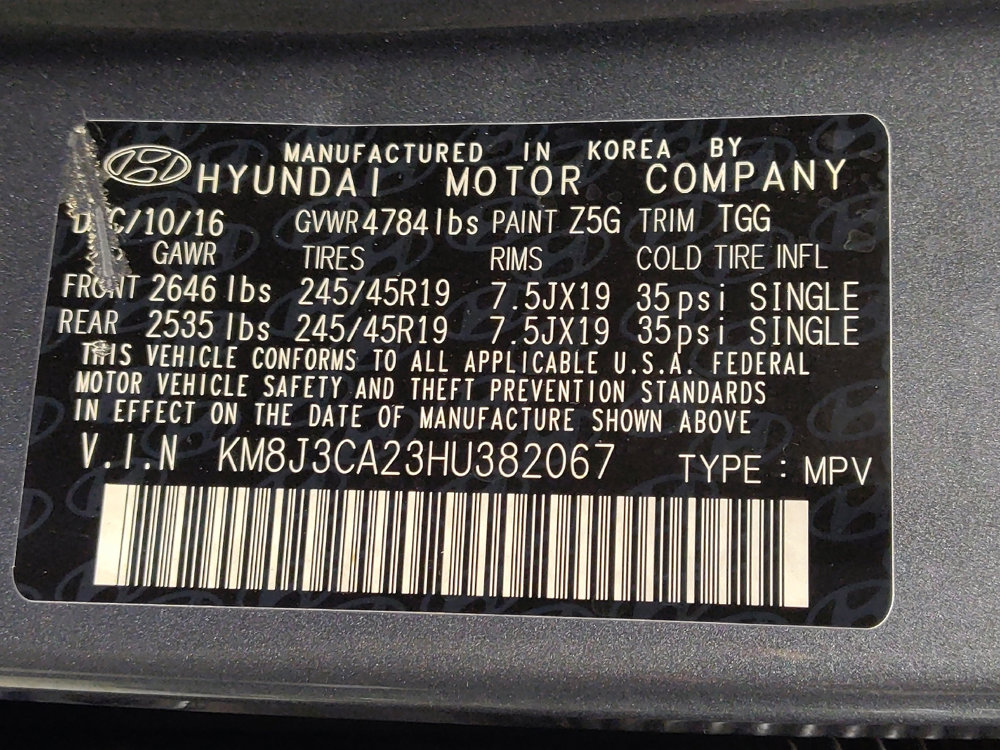 MANUFACTURED IN KOREA BY
HYUNDAI MOTOR COMPANY
DEC/10/16 GVWR 4784 lbs PAINT Z5G TRIM TGG
GAWR TIRES RIMS COLD TIRE INFL
FRONT 2646 lbs 245/45R19 7.5JX19 35psi SINGLE
REAR 2535 lbs 245/45R19 7.5JX19 35psi SINGLE
THIS VEHICLE CONFORMS TO ALL APPLICABLE U.S.A. FEDERAL
MOTOR VEHICLE SAFETY AND THEFT PREVENTION STANDARDS
IN EFFECT ON THE DATE OF MANUFACTURE SHOWN ABOVE
V.I.N KM8J3CA23HU382067 TYPE : MPV